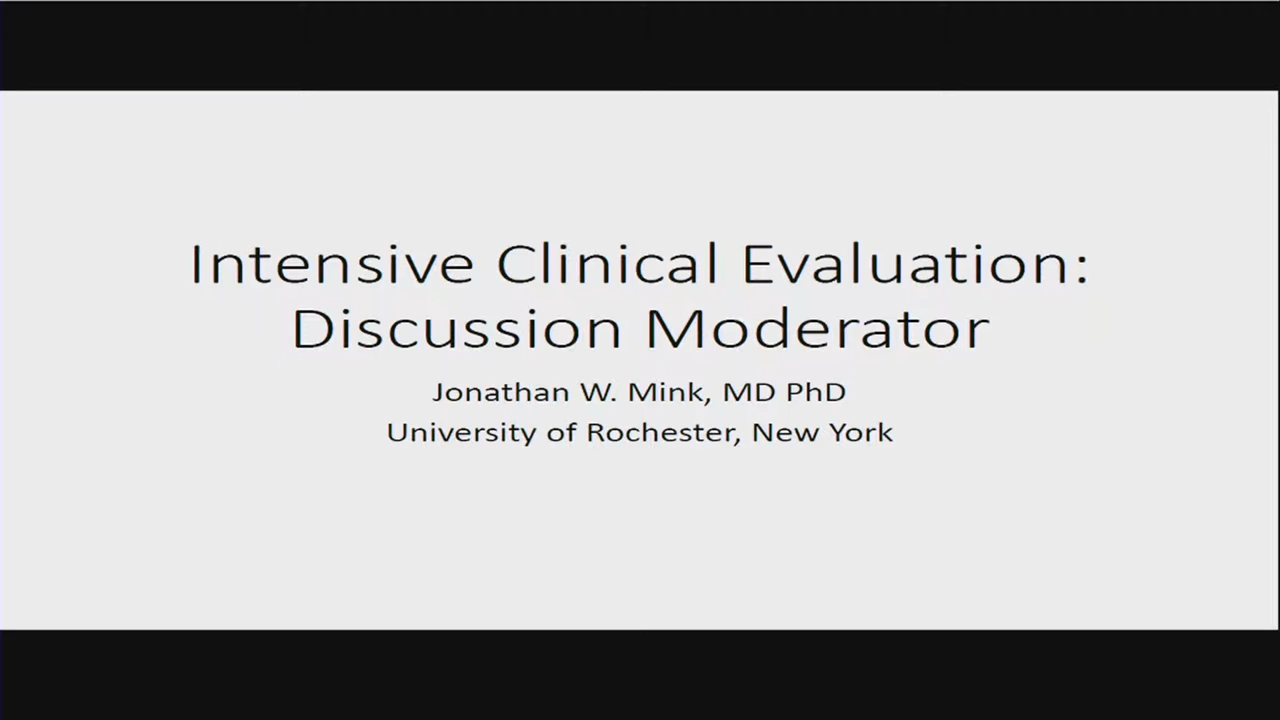 Intensive Clinical Evaluation:
Discussion Moderator
Jonathan W. Mink, MD PhD
University of Rochester, New York